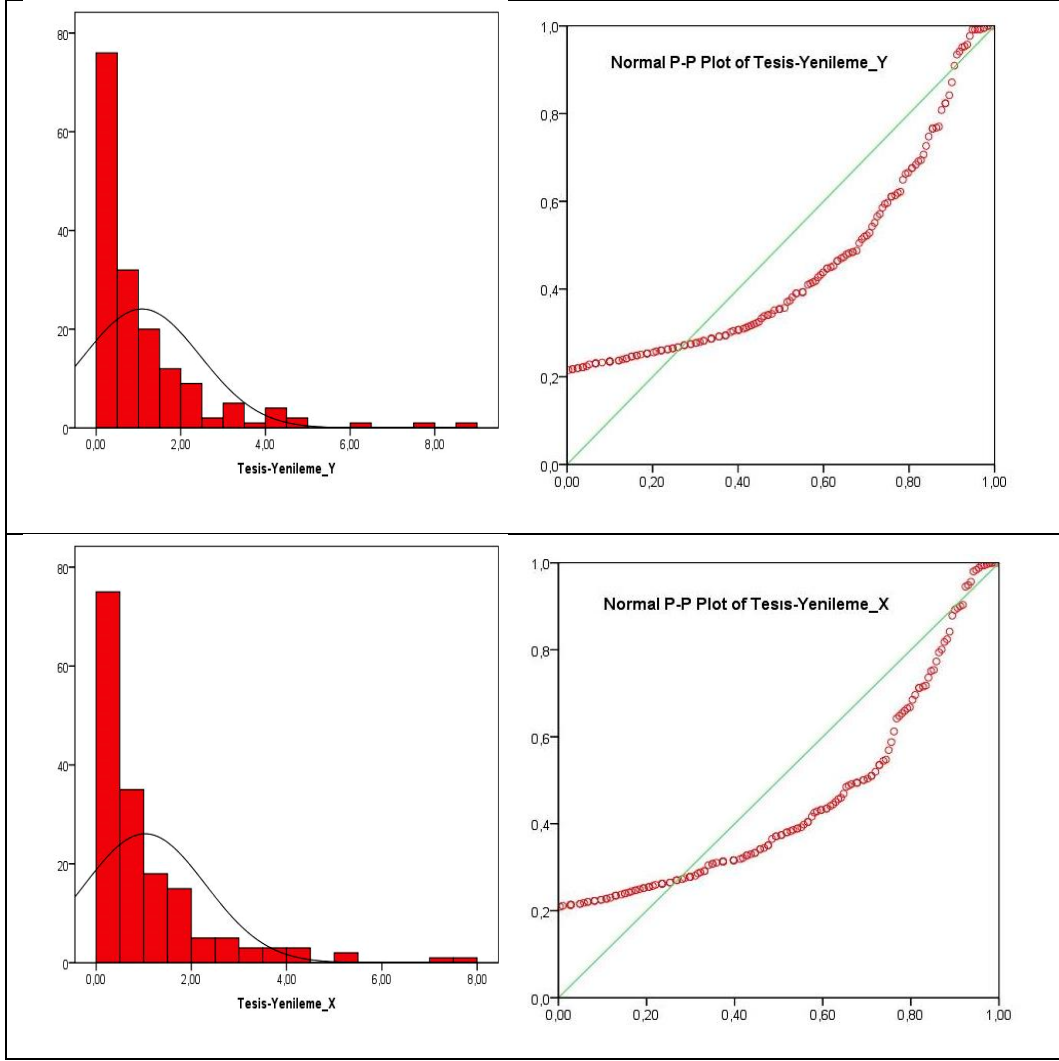 80
60
40
20
0
0,00 2,00 4,00 6,00 8,00
Tesis-Yenileme_Y
Normal P-P Plot of Tesis-Yenileme_Y
1,0
0,8
0,6
0,4
0,2
0,0
0,00 0,20 0,40 0,60 0,80 1,00
80
60
40
20
0
0,00 2,00 4,00 6,00 8,00
Tesis-Yenileme_X
Normal P-P Plot of Tesıs-Yenileme_X
1,0
0,8
0,6
0,4
0,2
0,0
0,00 0,20 0,40 0,60 0,80 1,00